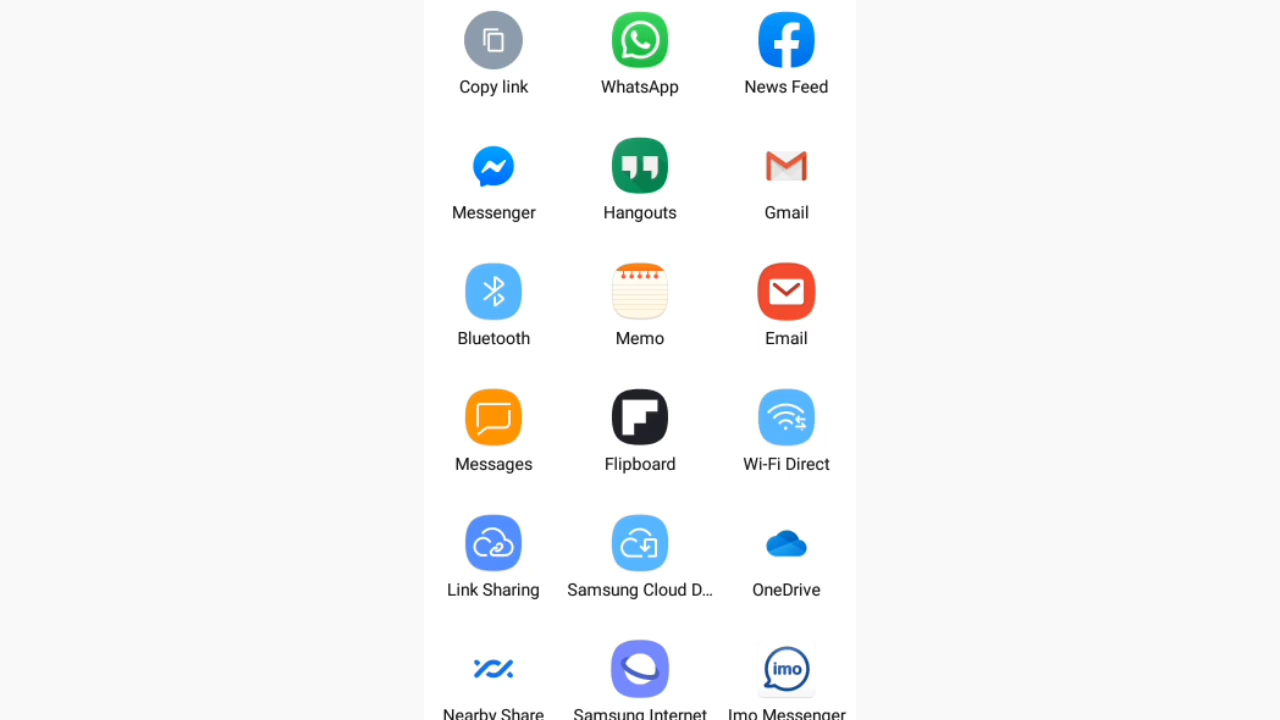 Copy link
WhatsApp
News Feed
Messenger
Hangouts
Gmail
Bluetooth
Memo
Email
Messages
Flipboard
Wi-Fi Direct
Link Sharing
Samsung Cloud D...
OneDrive
imo
Nearby Share
Samsung Internet
Imo Messenger